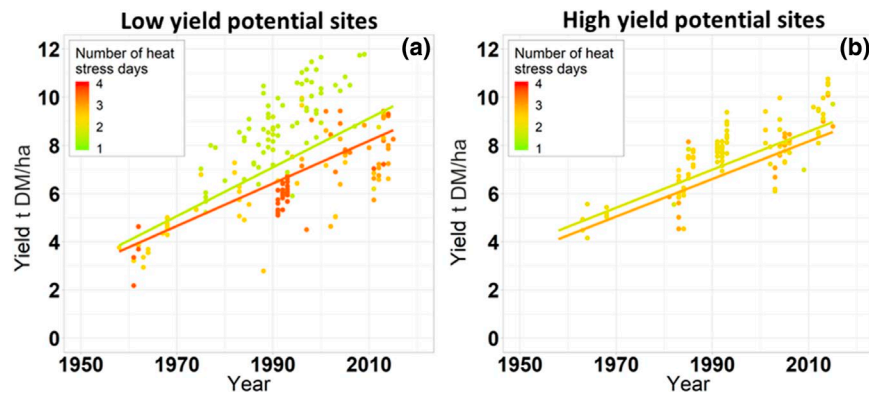 Low yield potential sites
(a)
Number of heat
stress days
4
3
2
1
12
10
8
6
4
2
0
Yield t DM/ha
1950
1970
1990
2010
Year
High yield potential sites
(b)
Number of heat
stress days
4
3
2
1
12
10
8
6
4
2
0
Yield t DM/ha
1950
1970
1990
2010
Year